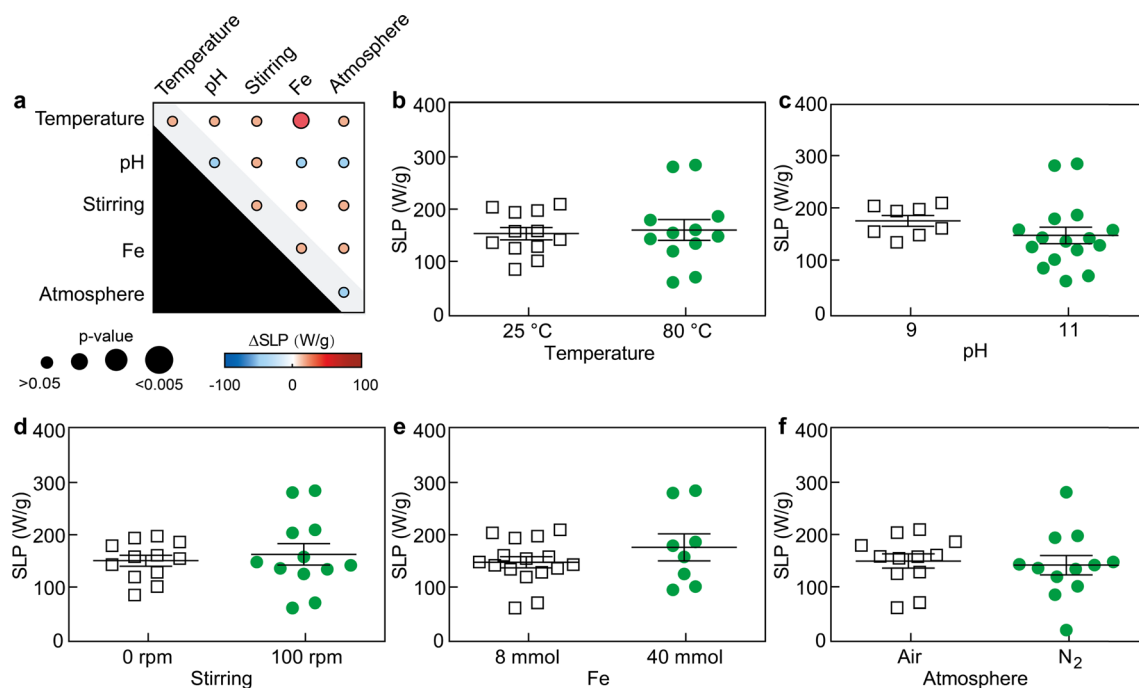 a
Temperature
pH
Stirring
Fe
Atmosphere
Temperature
pH
Stirring
Fe
Atmosphere
p-value
>0.05
<0.005
ΔSLP (W/g)
-100
0
100
b
SLP (W/g)
400
300
200
100
0
25 °C
80 °C
Temperature
c
SLP (W/g)
400
300
200
100
0
9
11
pH
d
SLP (W/g)
400
300
200
100
0
0 rpm
100 rpm
Stirring
e
SLP (W/g)
400
300
200
100
0
8 mmol
40 mmol
Fe
f
SLP (W/g)
400
300
200
100
0
Air
N₂
Atmosphere